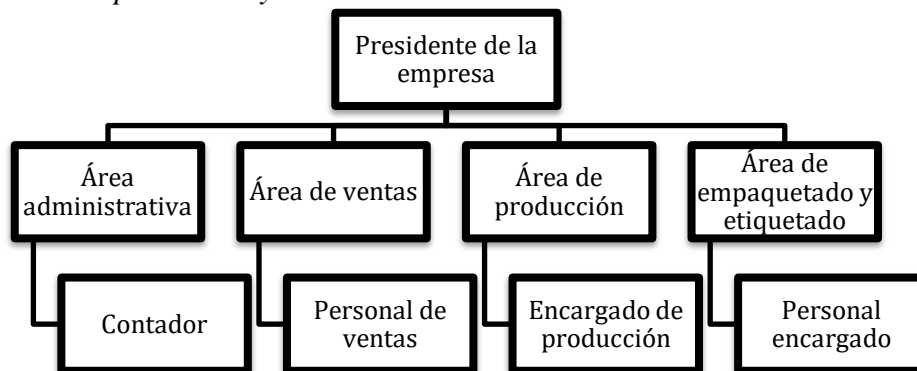 Presidente de la
empresa
Área
administrativa
Área de ventas
Área de
producción
Área de
empaquetado y
etiquetado
Contador
Personal de
ventas
Encargado de
producción
Personal
encargado